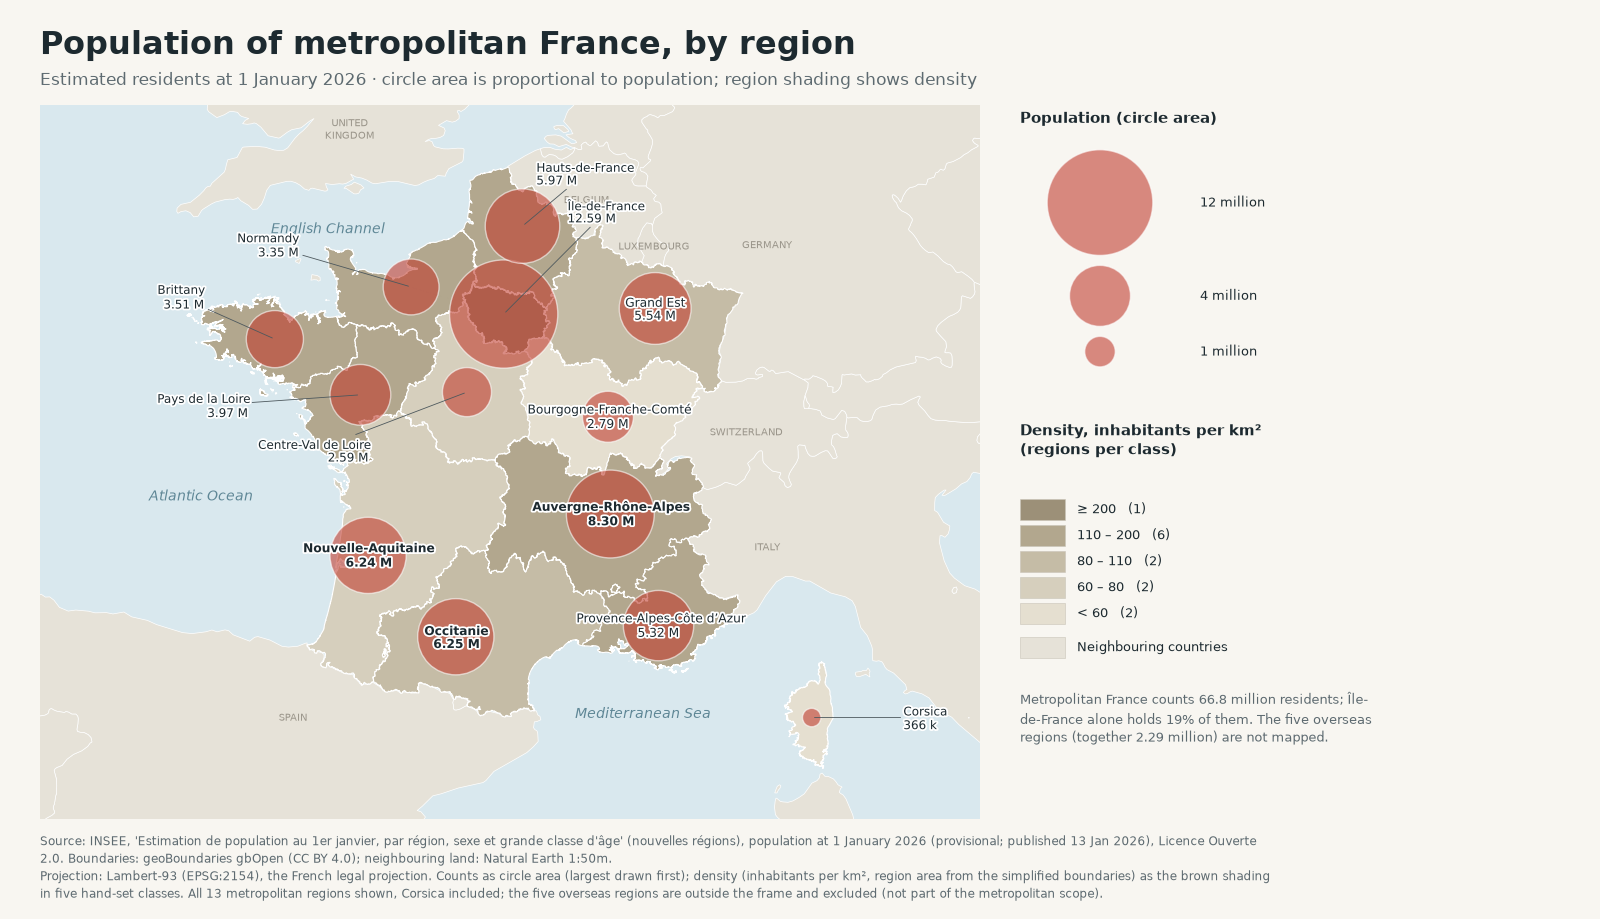 Population of metropolitan France, by region
Estimated residents at 1 January 2026 · circle area is proportional to population; region shading shows density
UNITED
KINGDOM
Hauts-de-France
5.97 M
BELGIUM
Île-de-France
12.59 M
English Channel
Normandy
3.35 M
LUXEMBOURG
GERMANY
Brittany
3.51 M
Grand Est
5.54 M
Pays de la Loire
3.97 M
Bourgogne-Franche-Comté
2.79 M
SWITZERLAND
Centre-Val de Loire
2.59 M
Atlantic Ocean
Auvergne-Rhône-Alpes
8.30 M
Nouvelle-Aquitaine
6.24 M
ITALY
Provence-Alpes-Côte d’Azur
5.32 M
Occitanie
6.25 M
SPAIN
Mediterranean Sea
Corsica
366 k
Population (circle area)
12 million
4 million
1 million
Density, inhabitants per km²
(regions per class)
≥ 200 (1)
110 – 200 (6)
80 – 110 (2)
60 – 80 (2)
< 60 (2)
Neighbouring countries
Metropolitan France counts 66.8 million residents; Île-
de-France alone holds 19% of them. The five overseas
regions (together 2.29 million) are not mapped.
Source: INSEE, 'Estimation de population au 1er janvier, par région, sexe et grande classe d'âge' (nouvelles régions), population at 1 January 2026 (provisional; published 13 Jan 2026), Licence Ouverte
2.0. Boundaries: geoBoundaries gbOpen (CC BY 4.0); neighbouring land: Natural Earth 1:50m.
Projection: Lambert-93 (EPSG:2154), the French legal projection. Counts as circle area (largest drawn first); density (inhabitants per km², region area from the simplified boundaries) as the brown shading
in five hand-set classes. All 13 metropolitan regions shown, Corsica included; the five overseas regions are outside the frame and excluded (not part of the metropolitan scope).